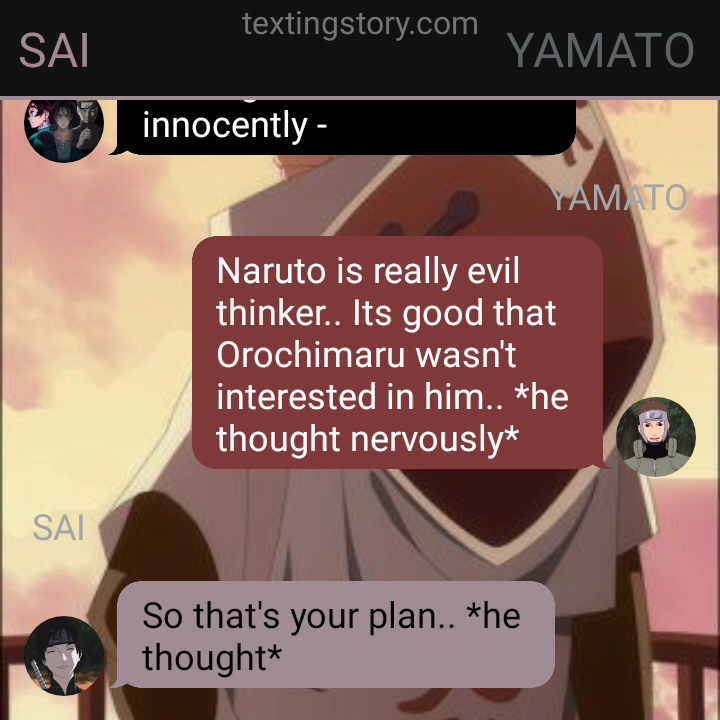 textingstory.com
SAI
YAMATO
innocently -
YAMATO
Naruto is really evil
thinker.. Its good that
Orochimaru wasn't
interested in him.. *he
thought nervously*
SAI
So that's your plan.. *he
thought*